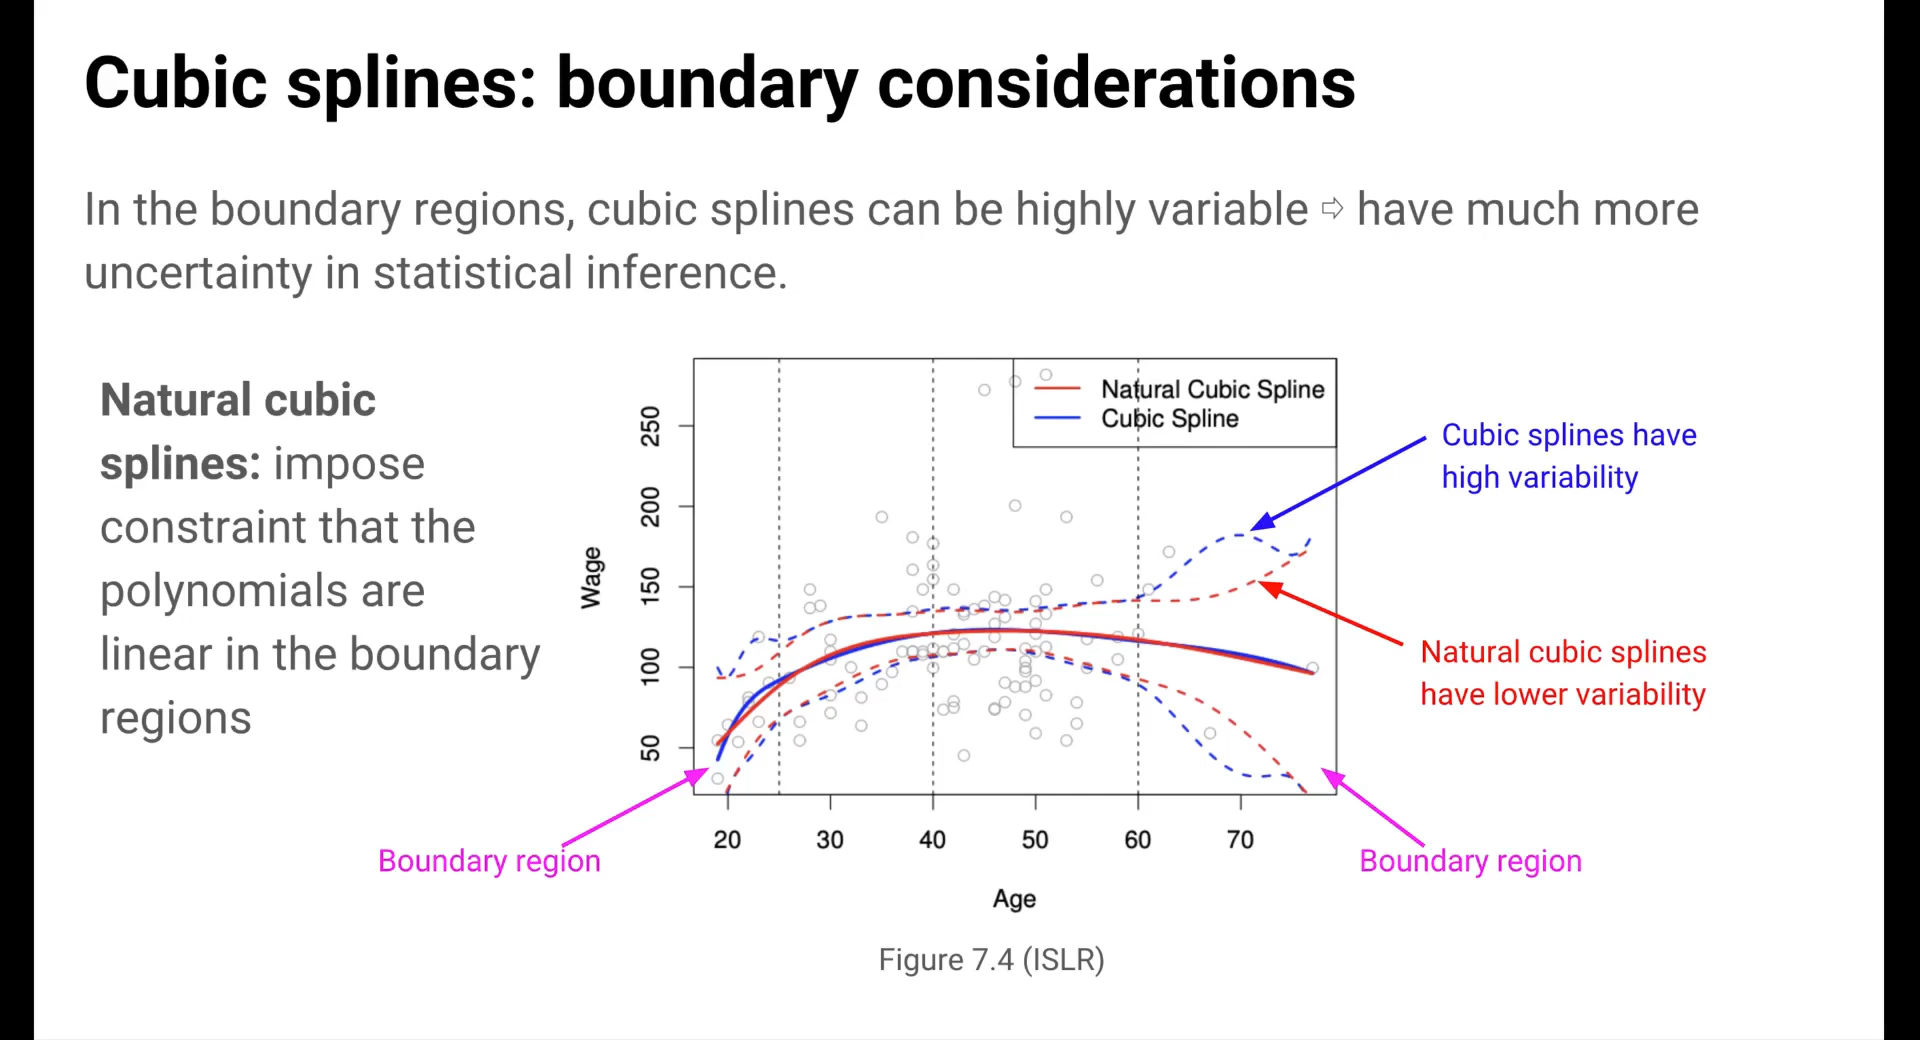 Cubic splines: boundary considerations
In the boundary regions, cubic splines can be highly variable ⇨ have much more
uncertainty in statistical inference.
Natural cubic
splines: impose
constraint that the
polynomials are
linear in the boundary
regions
Natural Cubic Spline
Cubic Spline
Wage
250
200
150
100
50
20 30 40 50 60 70
Age
Cubic splines have
high variability
Natural cubic splines
have lower variability
Boundary region
Boundary region
Figure 7.4 (ISLR)